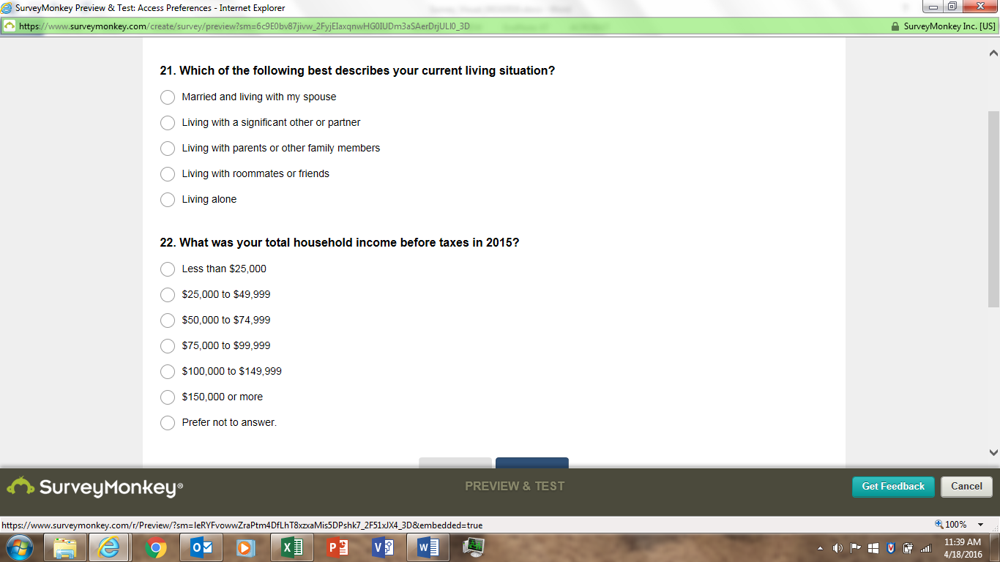 SurveyMonkey Preview & Test: Access Preferences - Internet Explorer
https://www.surveymonkey.com/create/survey/preview?sm=6c9E0bv87jivw_2FyjEIaxqnwHG0IUDm3aSAerDrjULI0_3D
SurveyMonkey Inc. [US]
21. Which of the following best describes your current living situation?
Married and living with my spouse
Living with a significant other or partner
Living with parents or other family members
Living with roommates or friends
Living alone
22. What was your total household income before taxes in 2015?
Less than $25,000
$25,000 to $49,999
$50,000 to $74,999
$75,000 to $99,999
$100,000 to $149,999
$150,000 or more
Prefer not to answer.
SurveyMonkey®
PREVIEW & TEST
Get Feedback
Cancel
https://www.surveymonkey.com/r/Preview/?sm=IeRYFvowwZraPtm4DfLhT8xzxaMis5DPshk7_2F51xJX4_3D&embedded=true
100%
11:39 AM
4/18/2016